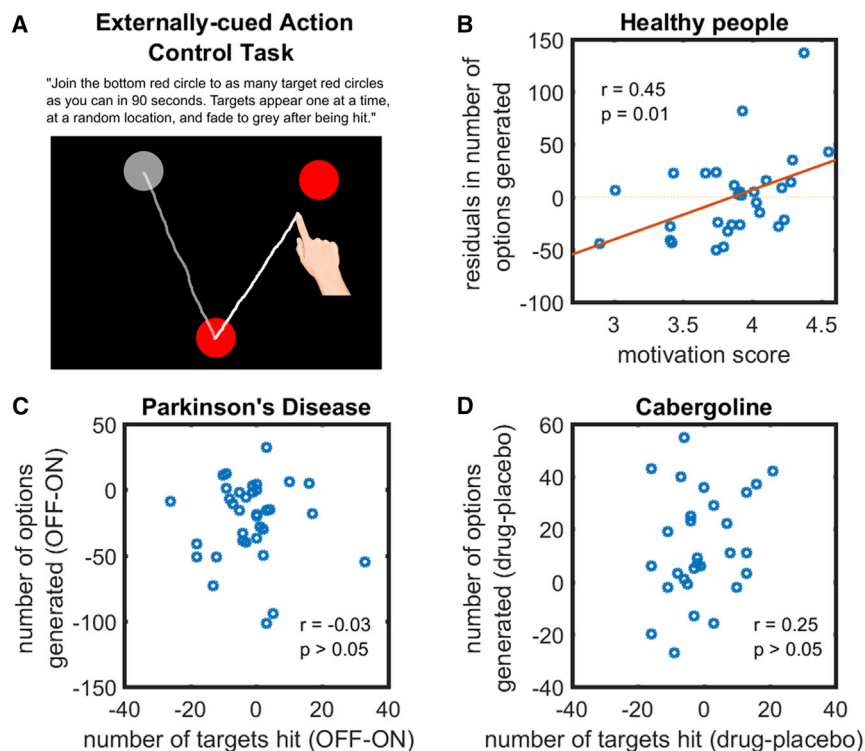 A
Externally-cued Action
Control Task
"Join the bottom red circle to as many target red circles
as you can in 90 seconds. Targets appear one at a time,
at a random location, and fade to grey after being hit."
B
Healthy people
residuals in number of
options generated
150
100
50
0
-50
-100
r = 0.45
p = 0.01
3
3.5
4
4.5
motivation score
C
Parkinson's Disease
number of options
generated (OFF-ON)
50
0
-50
-100
-150
r = -0.03
p > 0.05
-40
-20
0
20
40
number of targets hit (OFF-ON)
D
Cabergoline
number of options
generated (drug-placebo)
60
40
20
0
-20
-40
r = 0.25
p > 0.05
-40
-20
0
20
40
number of targets hit (drug-placebo)